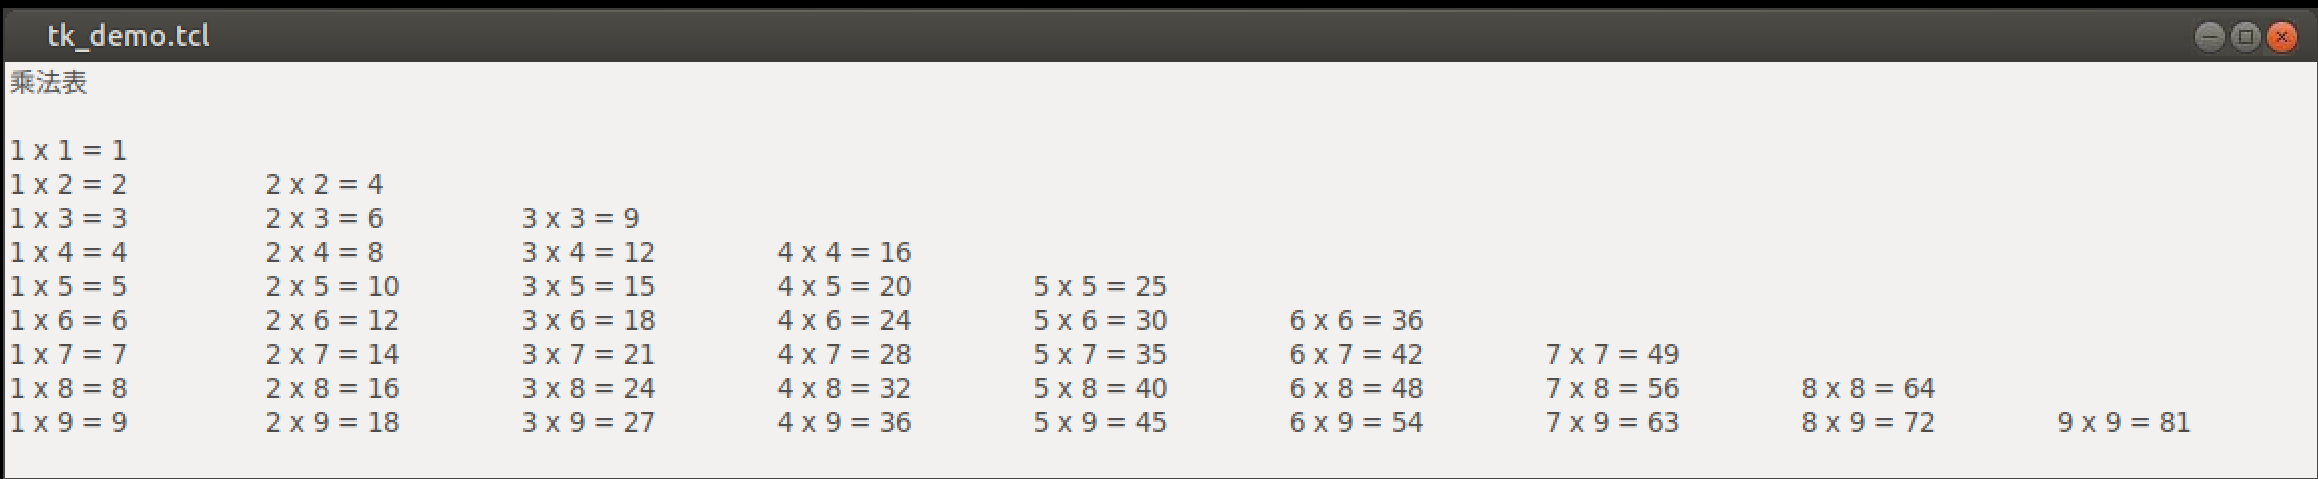 tk_demo.tcl
乘法表
1 x 1 = 1
1 x 2 = 2 2 x 2 = 4
1 x 3 = 3 2 x 3 = 6 3 x 3 = 9
1 x 4 = 4 2 x 4 = 8 3 x 4 = 12 4 x 4 = 16
1 x 5 = 5 2 x 5 = 10 3 x 5 = 15 4 x 5 = 20 5 x 5 = 25
1 x 6 = 6 2 x 6 = 12 3 x 6 = 18 4 x 6 = 24 5 x 6 = 30 6 x 6 = 36
1 x 7 = 7 2 x 7 = 14 3 x 7 = 21 4 x 7 = 28 5 x 7 = 35 6 x 7 = 42 7 x 7 = 49
1 x 8 = 8 2 x 8 = 16 3 x 8 = 24 4 x 8 = 32 5 x 8 = 40 6 x 8 = 48 7 x 8 = 56 8 x 8 = 64
1 x 9 = 9 2 x 9 = 18 3 x 9 = 27 4 x 9 = 36 5 x 9 = 45 6 x 9 = 54 7 x 9 = 63 8 x 9 = 72 9 x 9 = 81